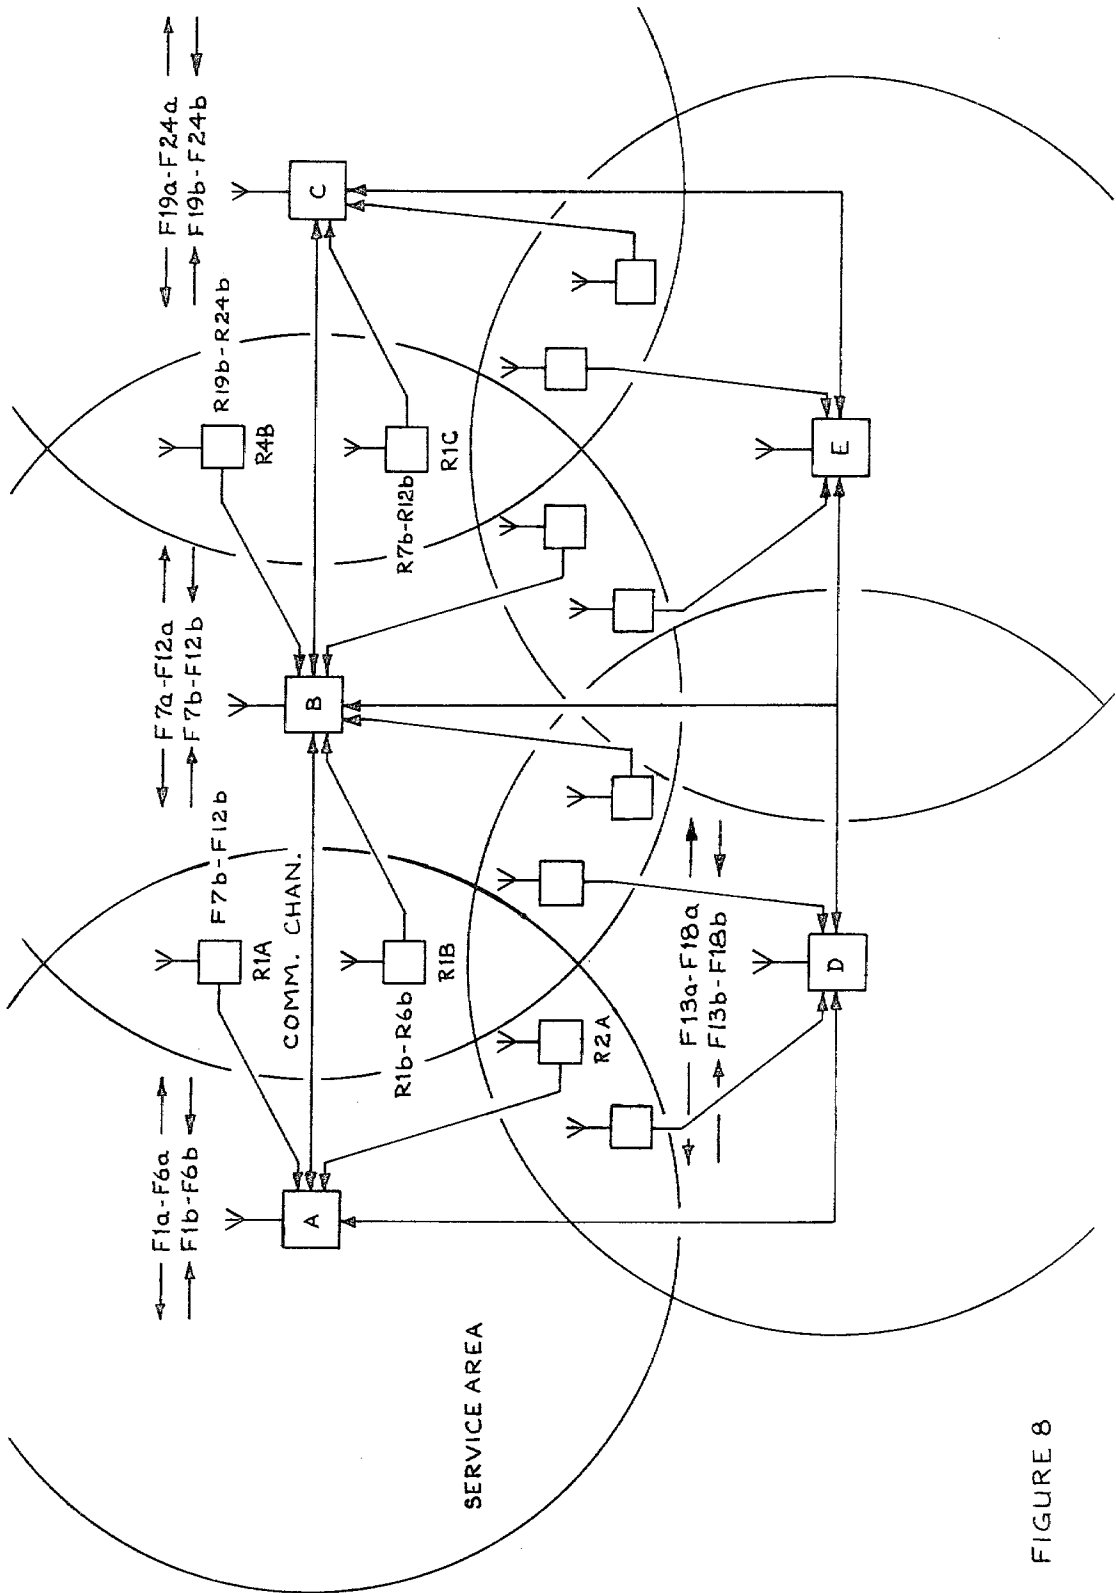 F1a-F6a
F1b-F6b
F7b-F12b
F7a-F12a
F7b-F12b
R19b-R24b
F19a-F24a
F19b-F24b
R1A
R4B
COMM. CHAN.
A
B
C
R1b-R6b
R1B
R7b-R12b
R1C
SERVICE AREA
R2A
F13a-F18a
F13b-F18b
D
E
FIGURE 8